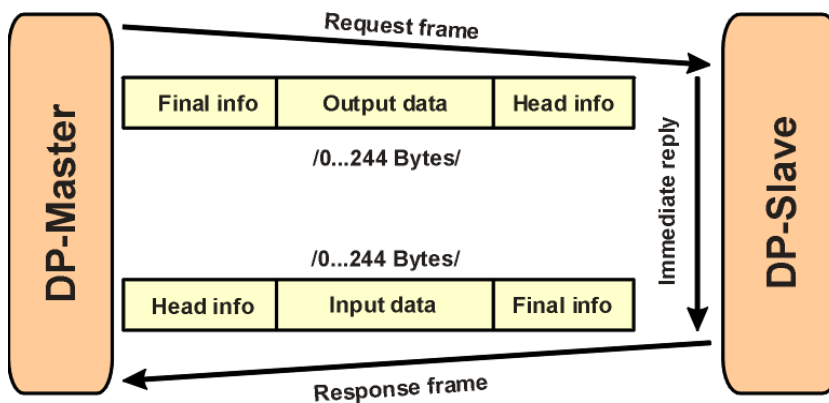 Request frame
DP-Master
Final info Output data Head info
/0...244 Bytes/
Immediate reply
DP-Slave
/0...244 Bytes/
Head info Input data Final info
Response frame